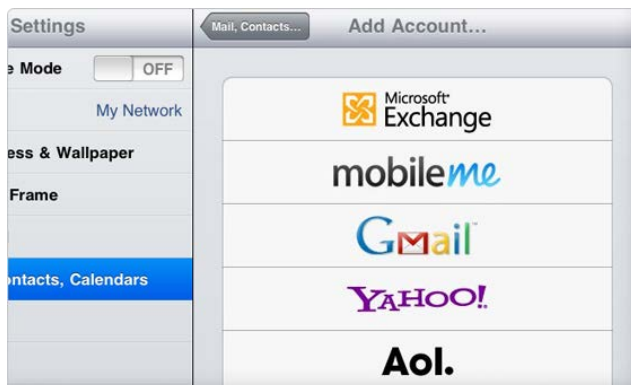 Settings
e Mode
OFF
My Network
ess & Wallpaper
Frame
ontacts, Calendars
Mail, Contacts...
Add Account...
Microsoft
Exchange
mobileme
Gmail
YAHOO!
Aol.